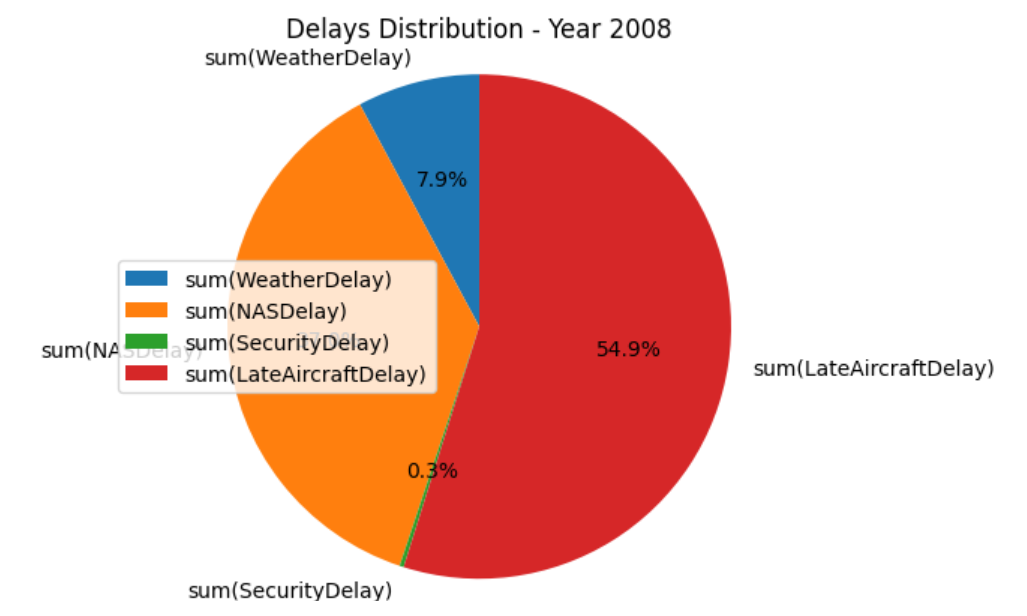 Delays Distribution - Year 2008
sum(WeatherDelay)
7.9%
sum(WeatherDelay)
sum(NASDelay)
sum(SecurityDelay)
sum(LateAircraftDelay)
sum(NASDelay)
54.9%
sum(LateAircraftDelay)
0.3%
sum(SecurityDelay)